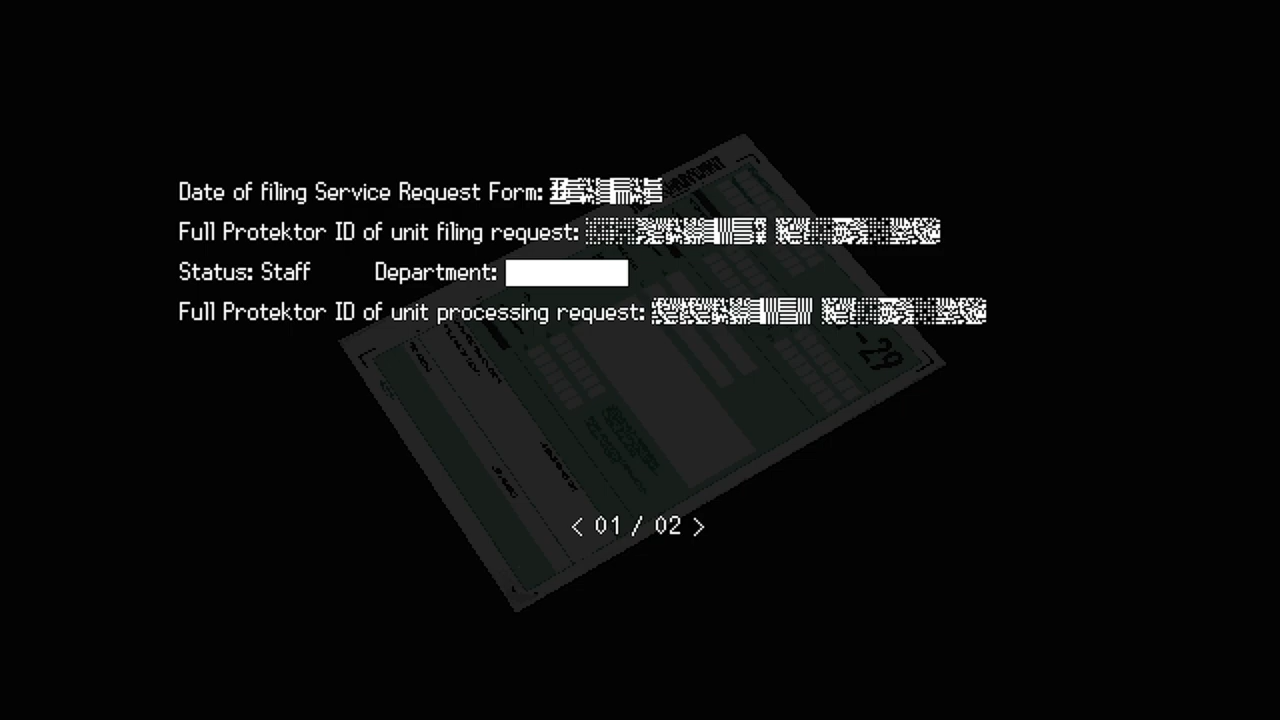 Date of filing Service Request Form:
Full Protektor ID of unit filing request:
Status: Staff Department:
Full Protektor ID of unit processing request:
-29
< 01 / 02 >